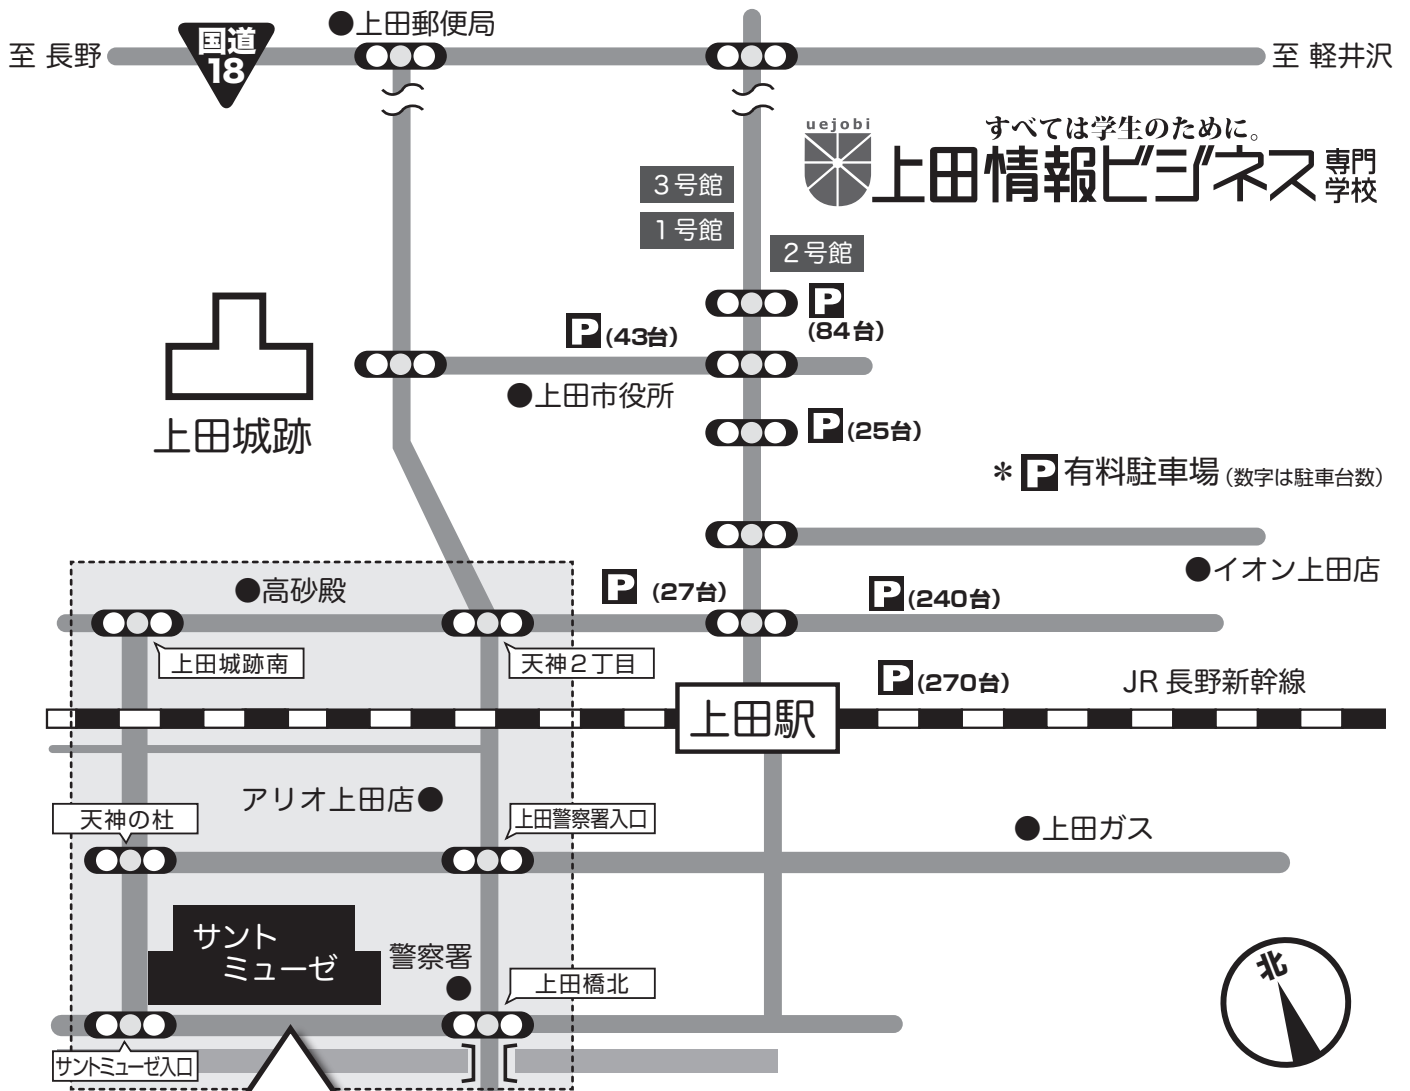 ●上田郵便局
至 長野
国道
18
至 軽井沢
uejobi
すべては学生のために。
上田情報ビジネス専門
学校
3号館
1号館
2号館
P
(84台)
P(43台)
●上田市役所
上田城跡
P(25台)
＊P有料駐車場(数字は駐車台数)
●イオン上田店
●高砂殿
P (27台)
P(240台)
上田城跡南
天神2丁目
P(270台)
JR 長野新幹線
上田駅
アリオ上田店●
天神の杜
上田警察署入口
●上田ガス
サント
ミューゼ
警察署
●
上田橋北
北
サントミューゼ入口